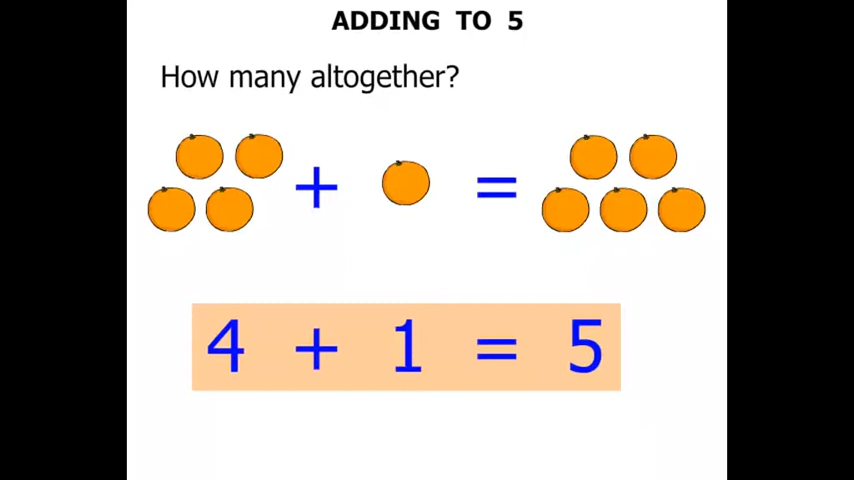 ADDING TO 5
How many altogether?
+ =
4 + 1 = 5